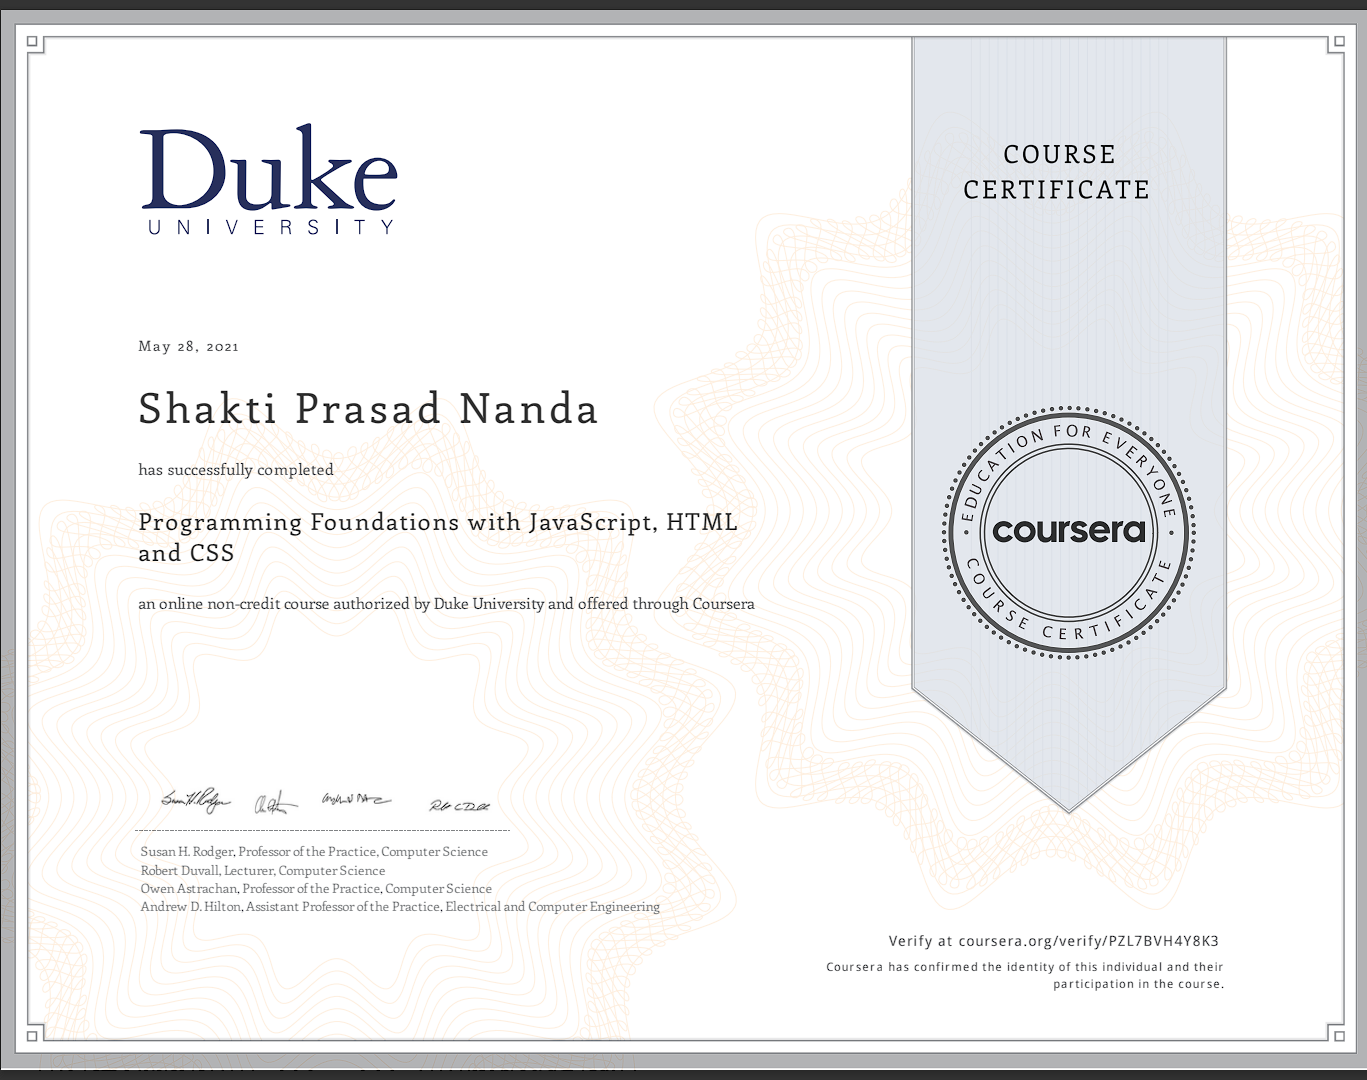 Duke
UNIVERSITY
COURSE
CERTIFICATE
May 28, 2021
Shakti Prasad Nanda
has successfully completed
Programming Foundations with JavaScript, HTML
and CSS
an online non-credit course authorized by Duke University and offered through Coursera
EDUCATION FOR EVERYONE
coursera
COURSE CERTIFICATE
Susan H. Rodger, Professor of the Practice, Computer Science
Robert Duvall, Lecturer, Computer Science
Owen Astrachan, Professor of the Practice, Computer Science
Andrew D. Hilton, Assistant Professor of the Practice, Electrical and Computer Engineering
Verify at coursera.org/verify/PZL7BVH4Y8K3
Coursera has confirmed the identity of this individual and their
participation in the course.